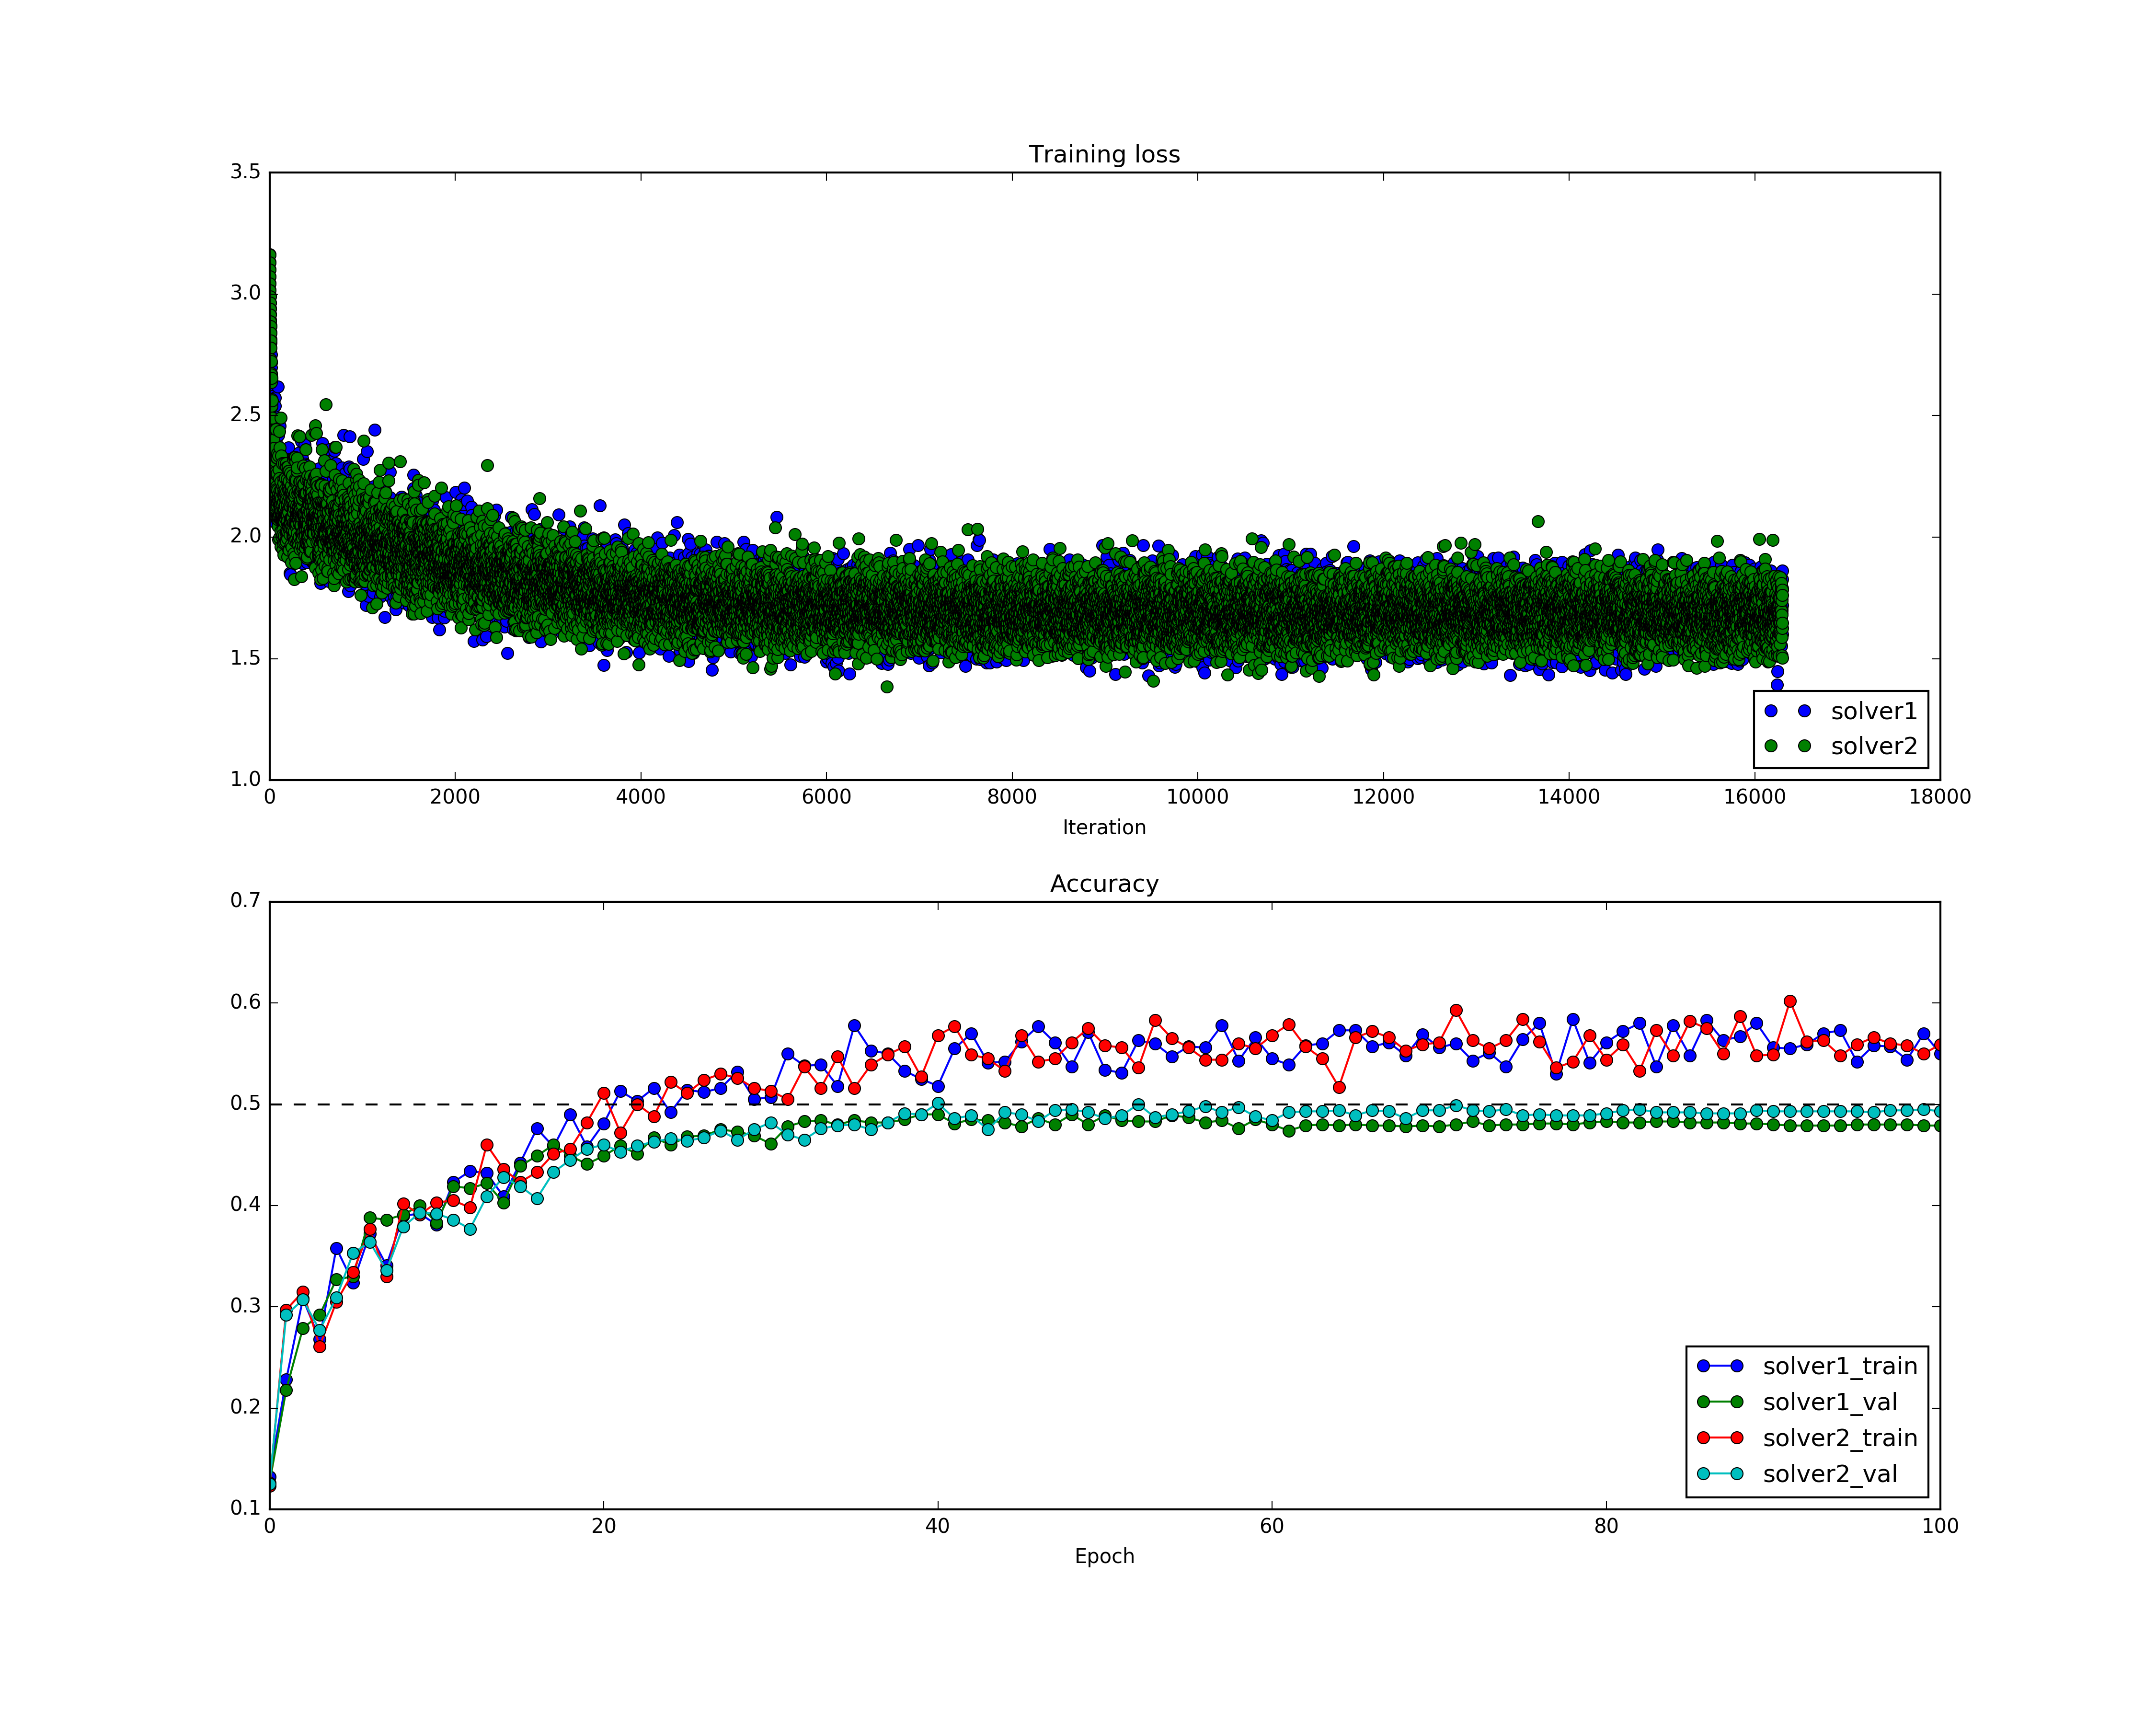 Training loss
3.5
3.0
2.5
2.0
1.5
1.0
solver1
solver2
0 2000 4000 6000 8000 10000 12000 14000 16000 18000
Iteration
Accuracy
0.7
0.6
0.5
0.4
0.3
0.2
0.1
solver1_train
solver1_val
solver2_train
solver2_val
0 20 40 60 80 100
Epoch